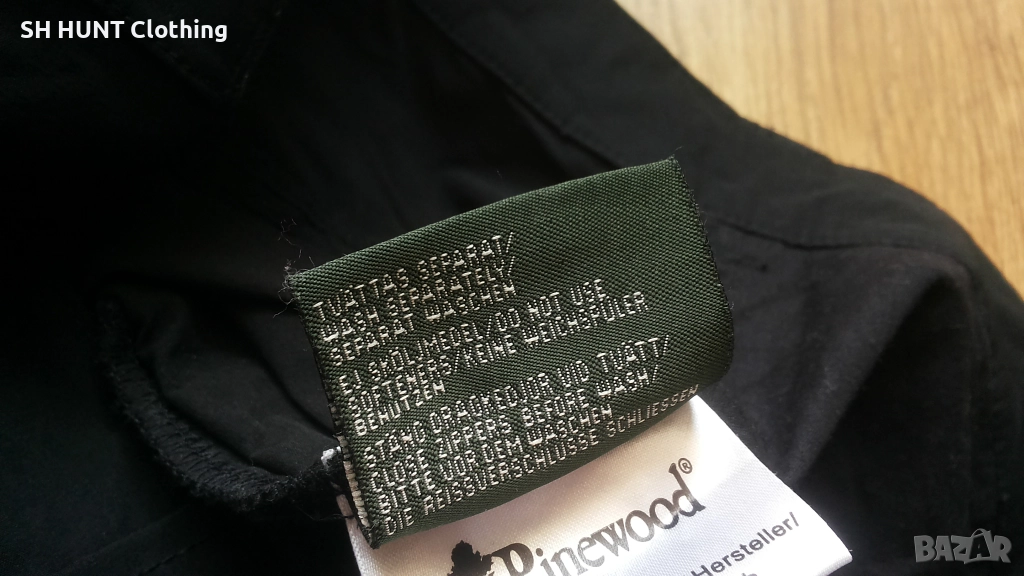 SH HUNT Clothing
TVÄTTAS SEPARAT/
WASH SEPARATELY/
SEPARAT WASCHEN
EJ SKÖLJMEDEL/DO NOT USE
SOFTENERS/KEINE WEICHSPÜLER
BENUTZEN
STÄNG DRAGKEDJOR VID TVÄTT/
CLOSE ZIPPERS BEFORE WASH/
BITTE VOR DEM WASCHEN
DIE REISSVERSCHLÜSSE SCHLIESSEN
Pinewood®
Hersteller/
BAZAR